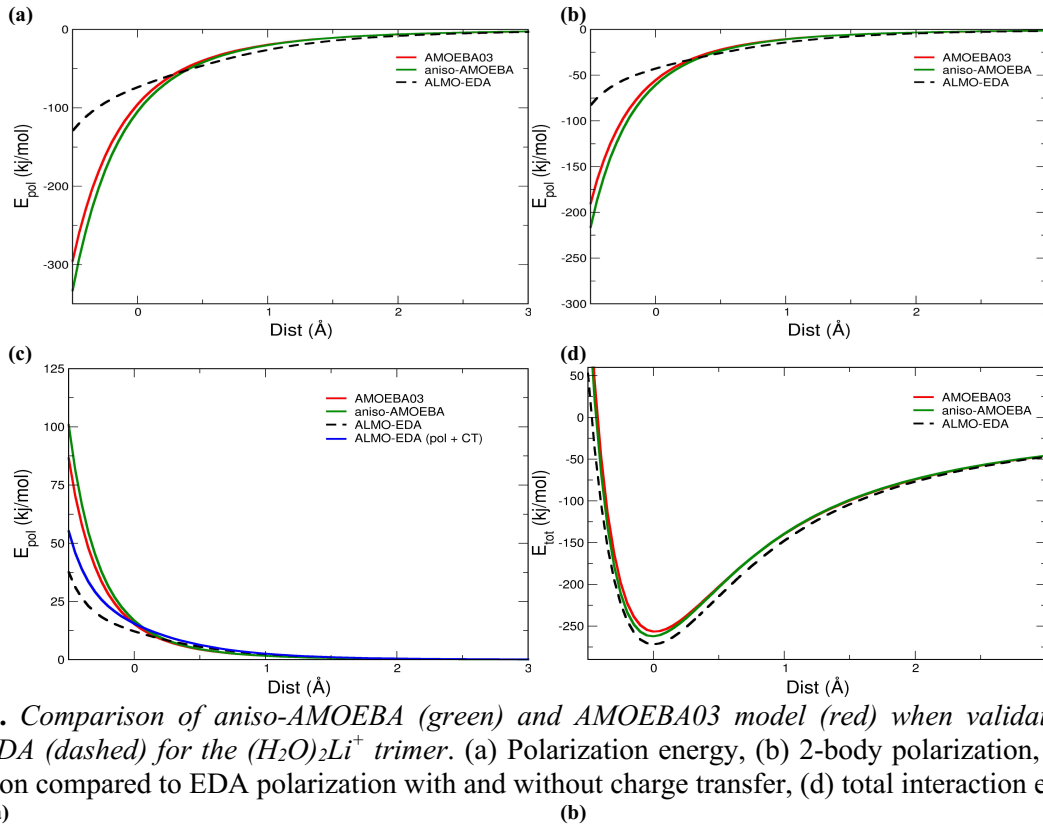 (a)
0
-100
-200
-300
E_pol (kj/mol)
0 1 2 3
Dist (Å)
AMOEBA03
aniso-AMOEBA
ALMO-EDA
(b)
0
-50
-100
-150
-200
-250
-300
E_pol (kj/mol)
0 1 2
Dist (Å)
AMOEBA03
aniso-AMOEBA
ALMO-EDA
(c)
125
100
75
50
25
0
E_pol (kj/mol)
0 1 2 3
Dist (Å)
AMOEBA03
aniso-AMOEBA
ALMO-EDA
ALMO-EDA (pol + CT)
(d)
50
0
-50
-100
-150
-200
-250
E_tot (kj/mol)
0 1 2
Dist (Å)
AMOEBA03
aniso-AMOEBA
ALMO-EDA
. Comparison of aniso-AMOEBA (green) and AMOEBA03 model (red) when valida
DA (dashed) for the (H₂O)₂Li⁺ trimer. (a) Polarization energy, (b) 2-body polarization,
on compared to EDA polarization with and without charge transfer, (d) total interaction e
a) (b)